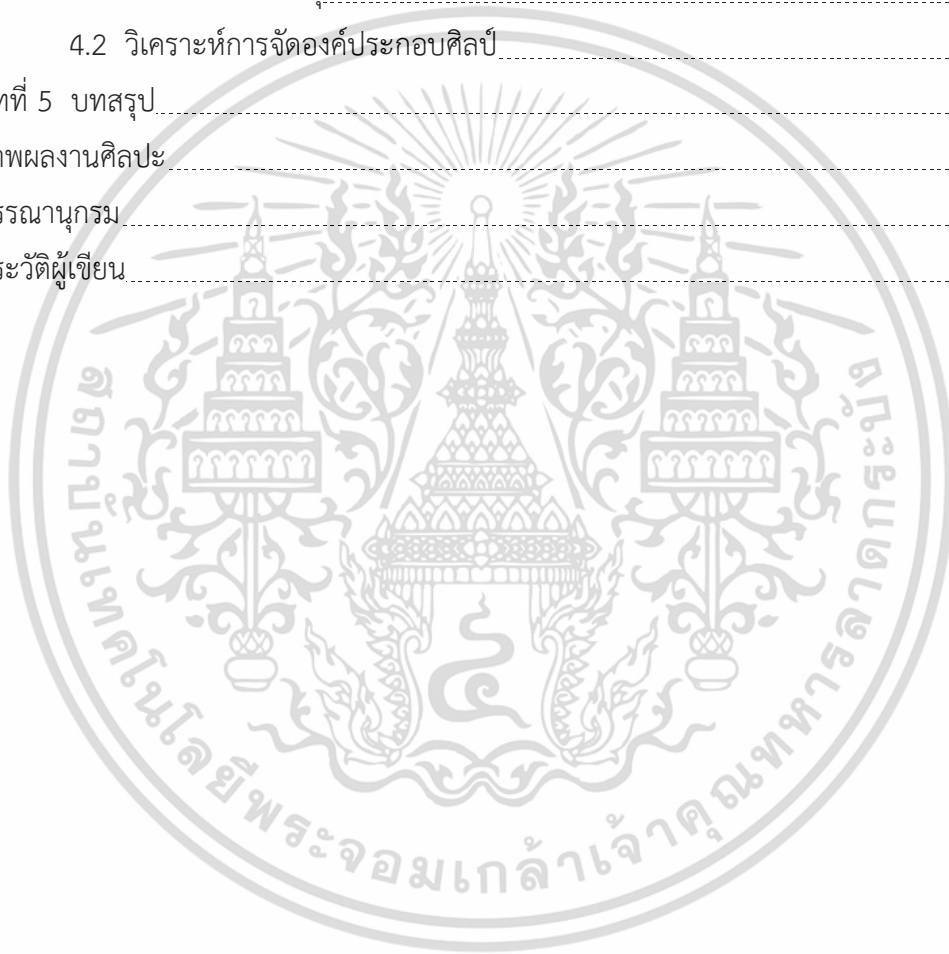 4.2 วิเคราะห์การจัดองค์ประกอบศิลป์
ทที่ 5 บทสรุป
าพผลงานศิลปะ
รรณานุกรม
ระวัติผู้เขียน
สถาบันเทคโนโลยีพระจอมเกล้าเจ้าคุณทหารลาดกระบัง
๔